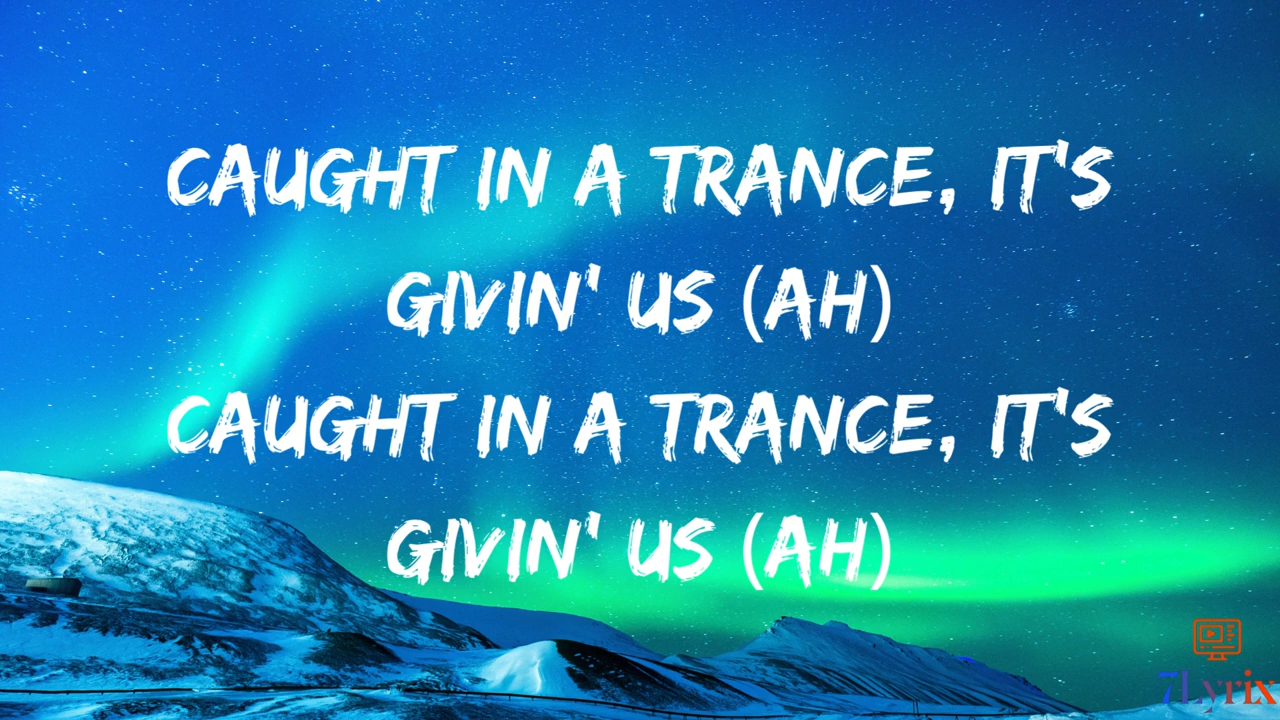 CAUGHT IN A TRANCE, IT'S
GIVIN' US (AH)
CAUGHT IN A TRANCE, IT'S
GIVIN' US (AH)
7Lyrix